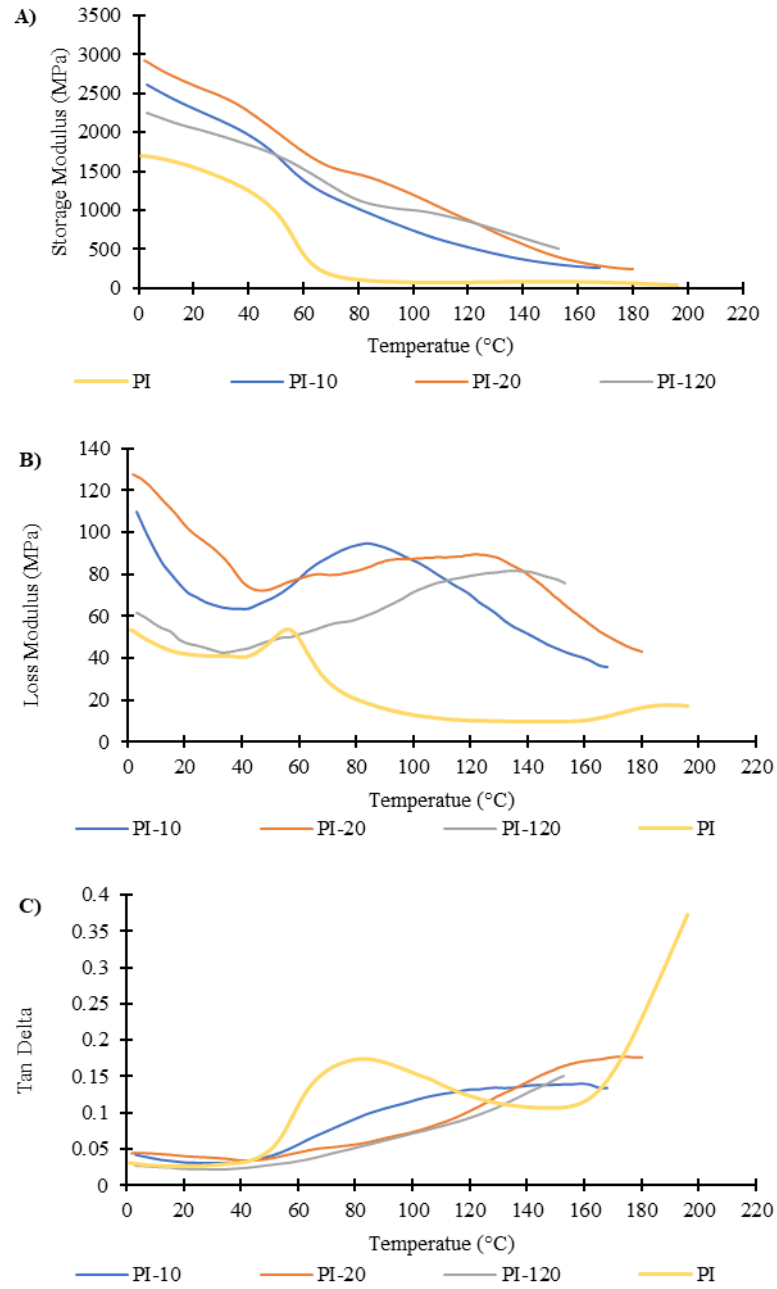 A)
Storage Modulus (MPa)
3500
3000
2500
2000
1500
1000
500
0
0 20 40 60 80 100 120 140 160 180 200 220
Temperatue (°C)
PI PI-10 PI-20 PI-120
B)
Loss Modulus (MPa)
140
120
100
80
60
40
20
0
0 20 40 60 80 100 120 140 160 180 200 220
Temperatue (°C)
PI-10 PI-20 PI-120 PI
C)
Tan Delta
0.4
0.35
0.3
0.25
0.2
0.15
0.1
0.05
0
0 20 40 60 80 100 120 140 160 180 200 220
Temperatue (°C)
PI-10 PI-20 PI-120 PI